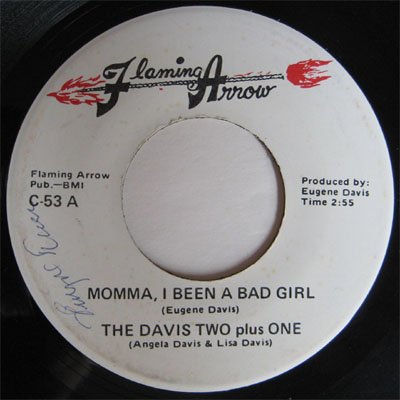 Flaming
Arrow
Flaming Arrow
Pub.—BMI
C-53 A
Produced by:
Eugene Davis
Time 2:55
MOMMA, I BEEN A BAD GIRL
(Eugene Davis)
THE DAVIS TWO plus ONE
(Angela Davis & Lisa Davis)